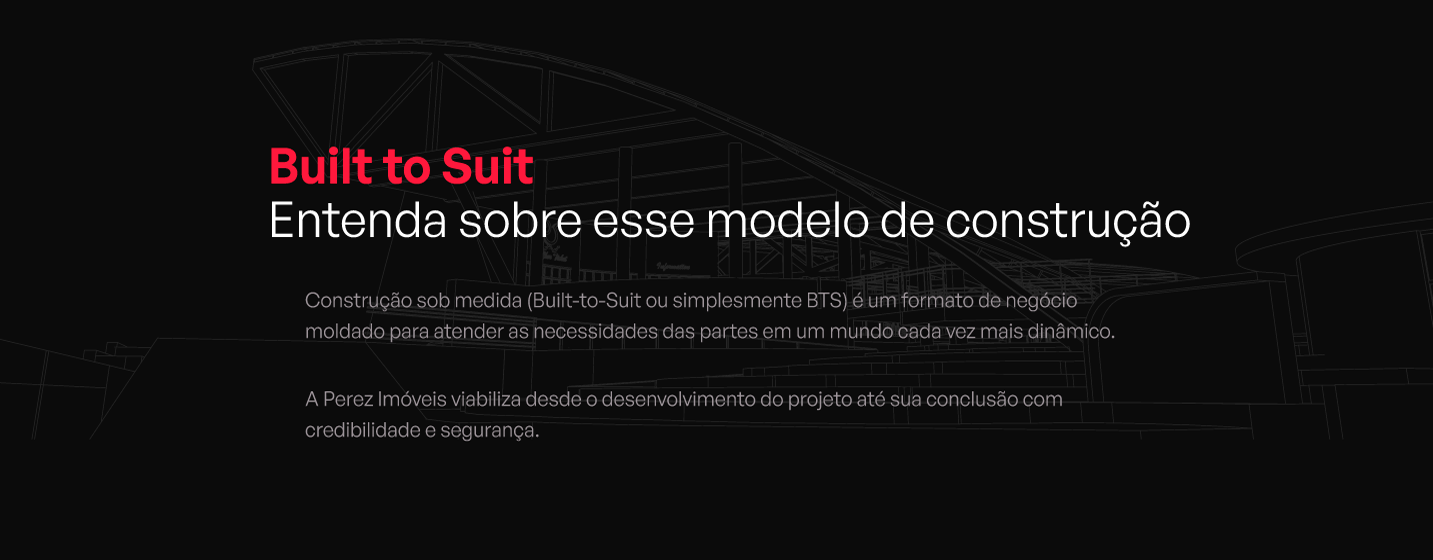 Built to Suit
Entenda sobre esse modelo de construção
Construção sob medida (Built-to-Suit ou simplesmente BTS) é um formato de negócio
moldado para atender as necessidades das partes em um mundo cada vez mais dinâmico.
A Perez Imóveis viabiliza desde o desenvolvimento do projeto até sua conclusão com
credibilidade e segurança.